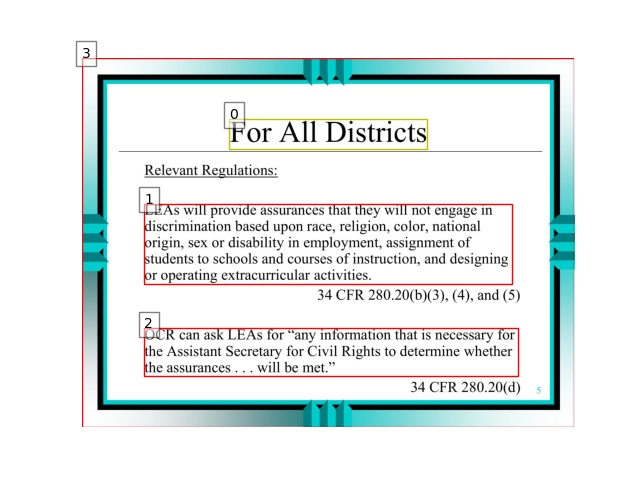 3
0
For All Districts
Relevant Regulations:
1
LEAs will provide assurances that they will not engage in
discrimination based upon race, religion, color, national
origin, sex or disability in employment, assignment of
students to schools and courses of instruction, and designing
or operating extracurricular activities.
34 CFR 280.20(b)(3), (4), and (5)
2
OCR can ask LEAs for “any information that is necessary for
the Assistant Secretary for Civil Rights to determine whether
the assurances . . . will be met.”
34 CFR 280.20(d)
5